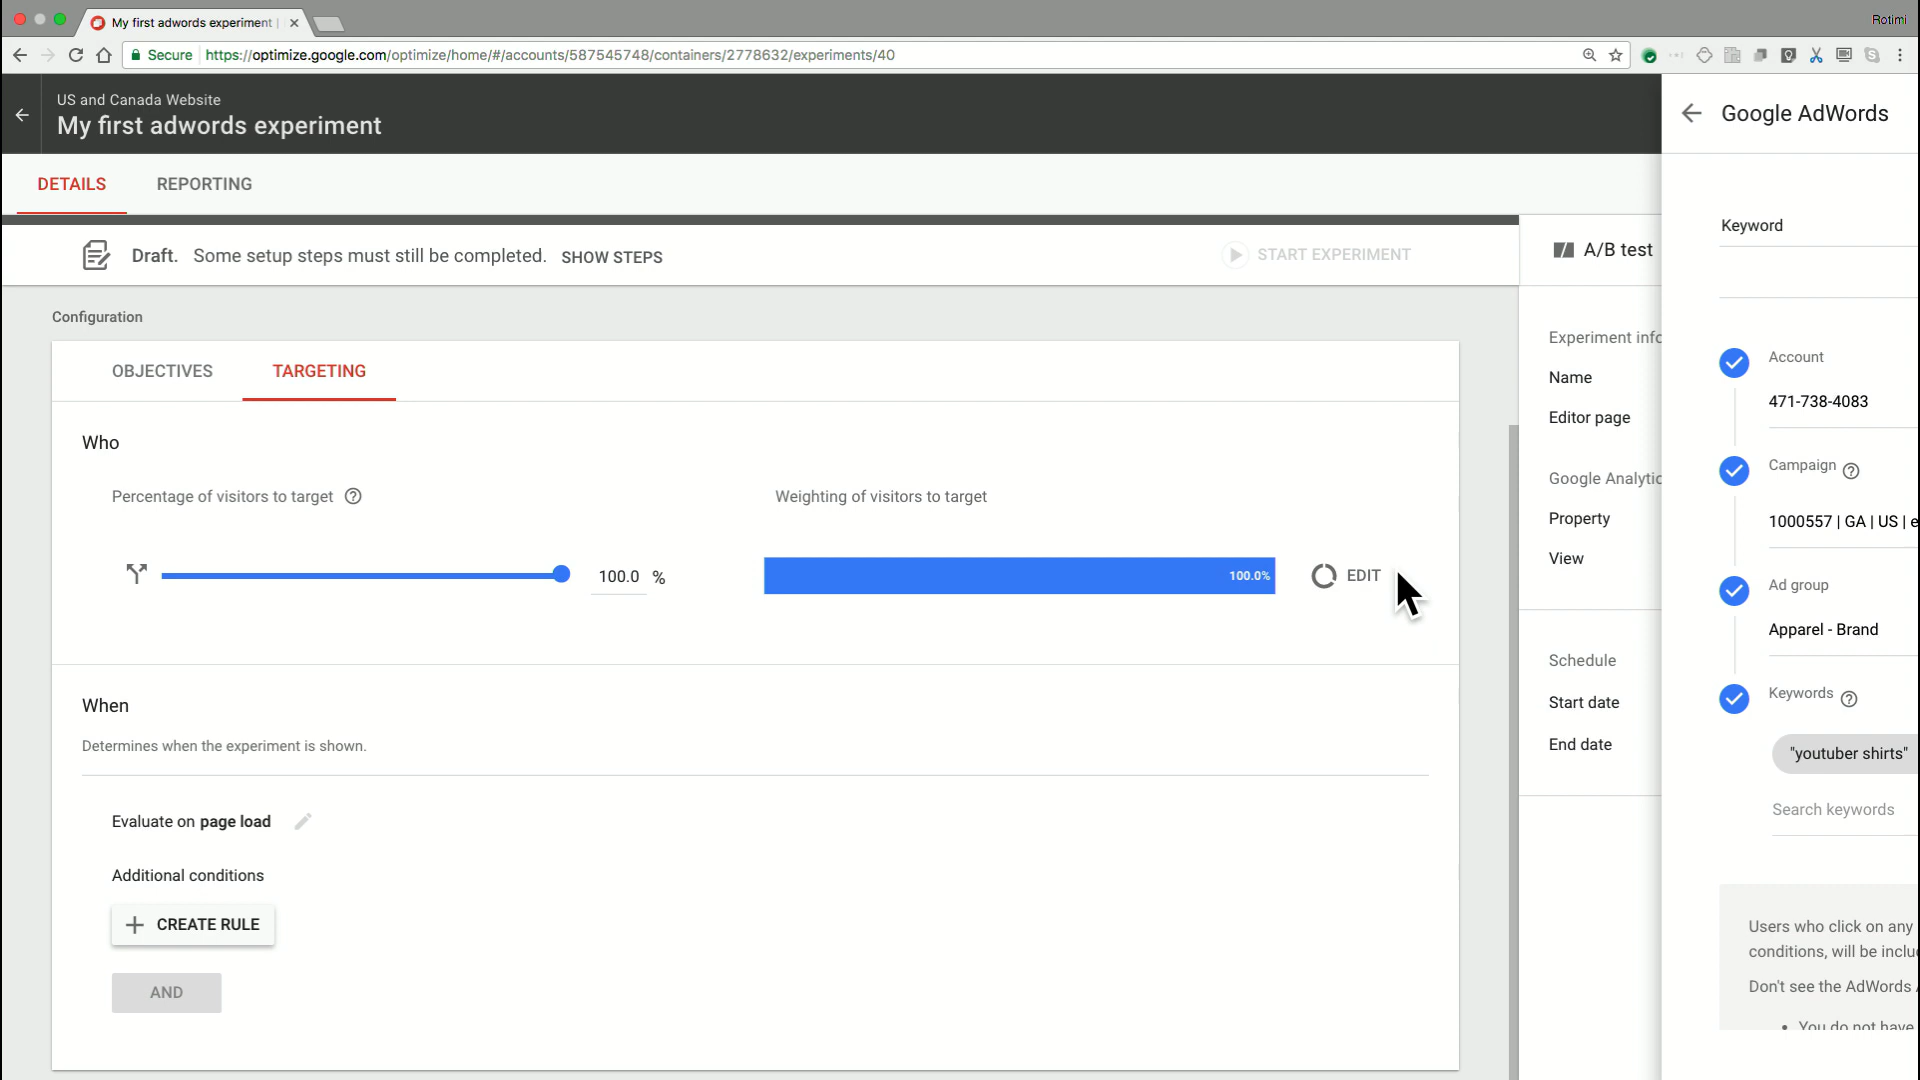 My first adwords experiment
Rotimi
Secure https://optimize.google.com/optimize/home/#/accounts/587545748/containers/2778632/experiments/40
US and Canada Website
My first adwords experiment
DETAILS REPORTING
Draft. Some setup steps must still be completed. SHOW STEPS
START EXPERIMENT
Configuration
OBJECTIVES TARGETING
Who
Percentage of visitors to target
Weighting of visitors to target
100.0 %
100.0%
EDIT
When
Determines when the experiment is shown.
Evaluate on page load
Additional conditions
CREATE RULE
AND
A/B test
Experiment info
Name
Editor page
Google Analytic
Property
View
Schedule
Start date
End date
Google AdWords
Keyword
Account
471-738-4083
Campaign
1000557 | GA | US | e
Ad group
Apparel - Brand
Keywords
"youtuber shirts"
Search keywords
Users who click on any
conditions, will be inclu
Don't see the AdWords
• You do not have